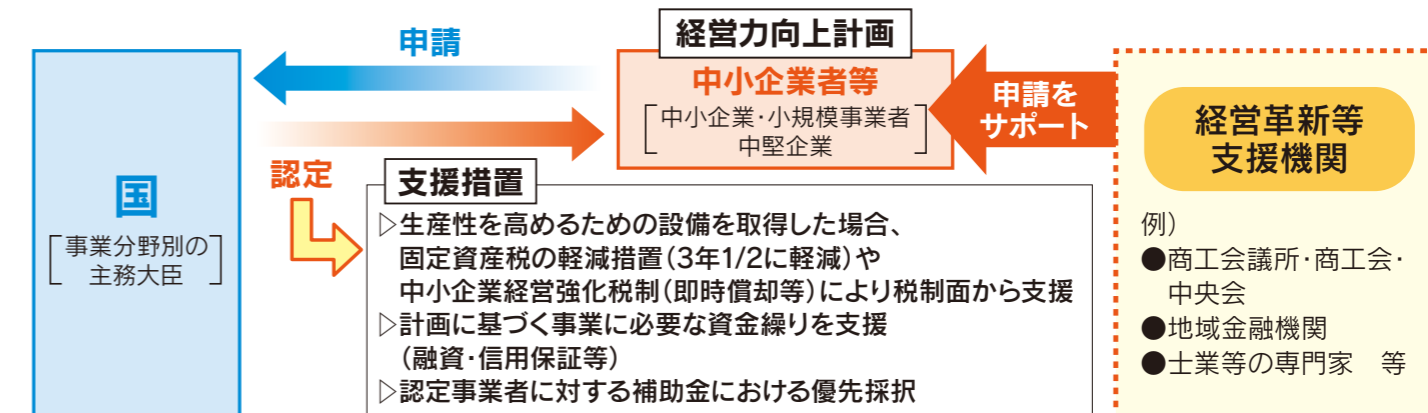 国
事業分野別の
主務大臣
申請
認定
経営力向上計画
中小企業者等
中小企業・小規模事業者
中堅企業
申請を
サポート
支援措置
▷生産性を高めるための設備を取得した場合、
固定資産税の軽減措置(3年1/2に軽減)や
中小企業経営強化税制(即時償却等)により税制面から支援
▷計画に基づく事業に必要な資金繰りを支援
(融資・信用保証等)
▷認定事業者に対する補助金における優先採択
経営革新等
支援機関
例)
●商工会議所・商工会・
中央会
●地域金融機関
●士業等の専門家　等